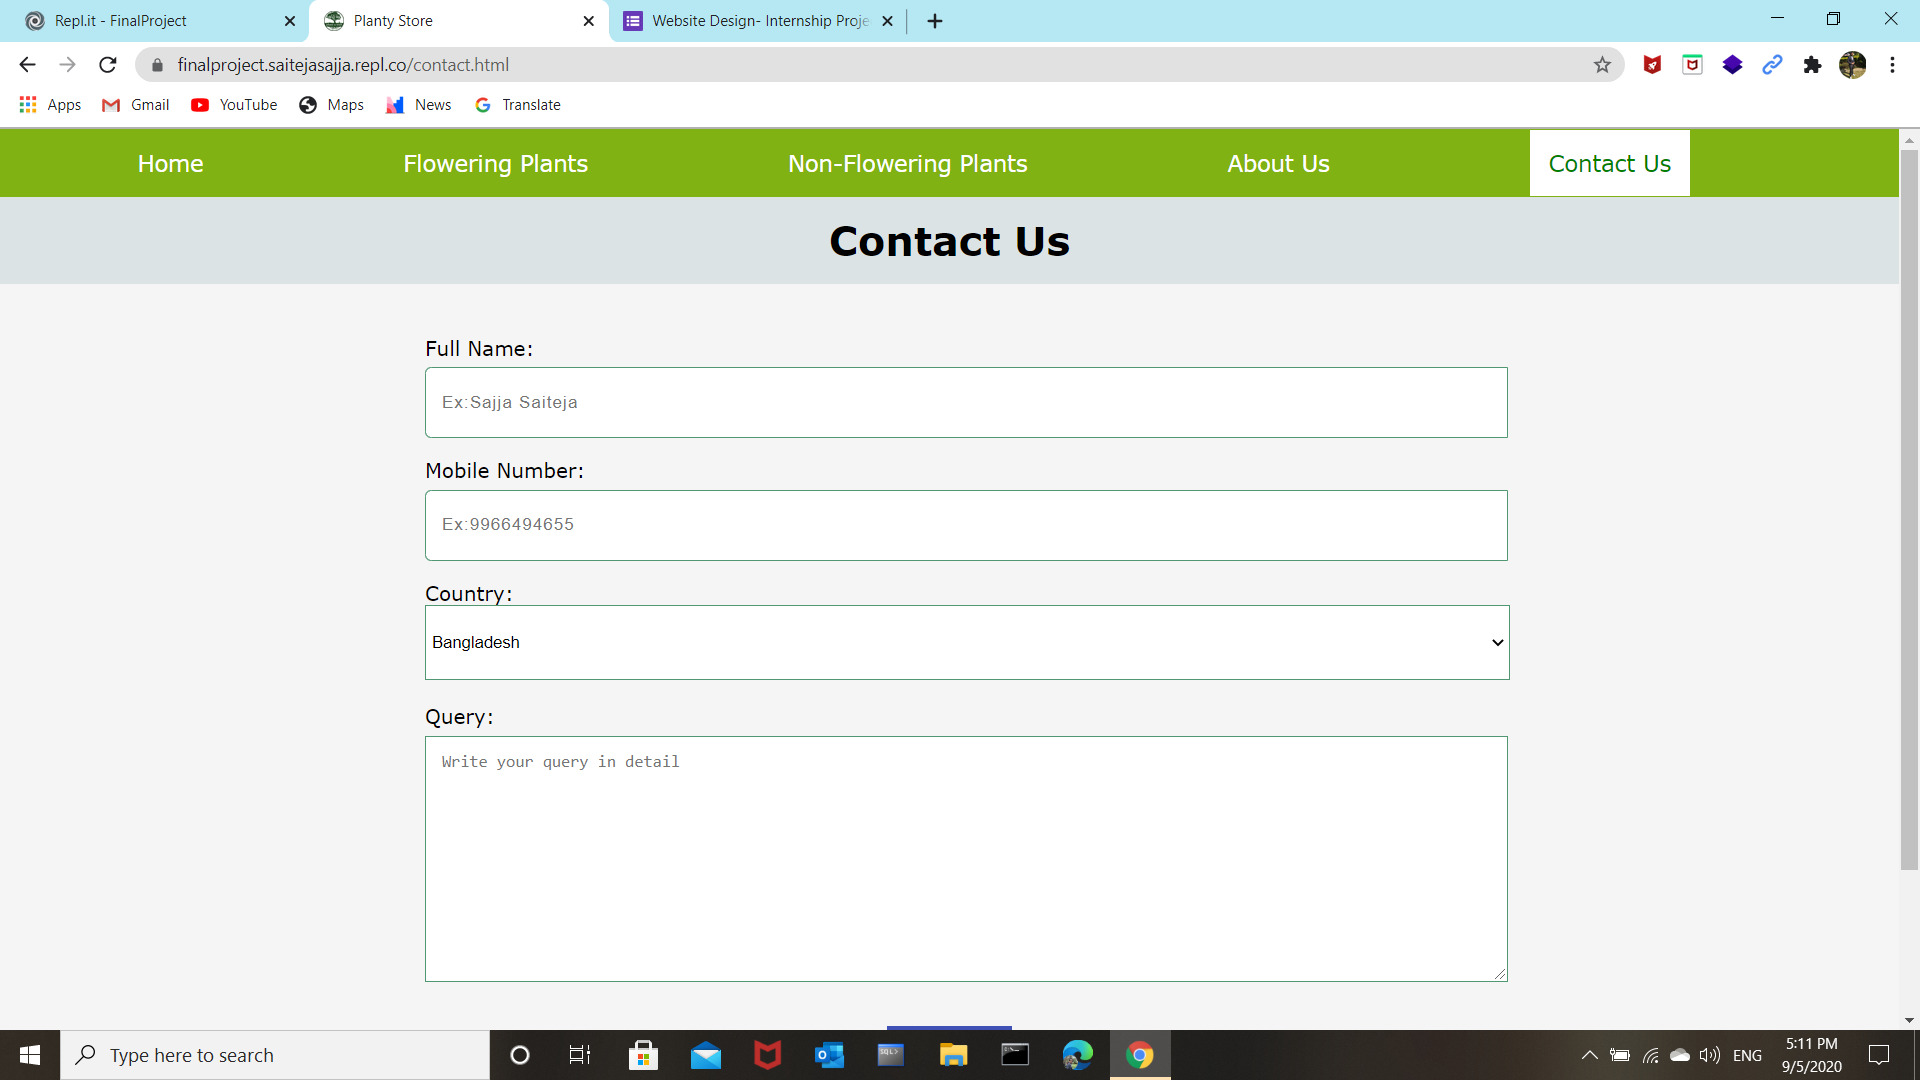 Repl.it - FinalProject
Planty Store
Website Design- Internship Proje
finalproject.saitejasajja.repl.co/contact.html
Apps Gmail YouTube Maps News Translate
Home Flowering Plants Non-Flowering Plants About Us Contact Us
Contact Us
Full Name:
Ex:Sajja Saiteja
Mobile Number:
Ex:9966494655
Country:
Bangladesh
Query:
Write your query in detail
Type here to search
SQL>
ENG
5:11 PM
9/5/2020